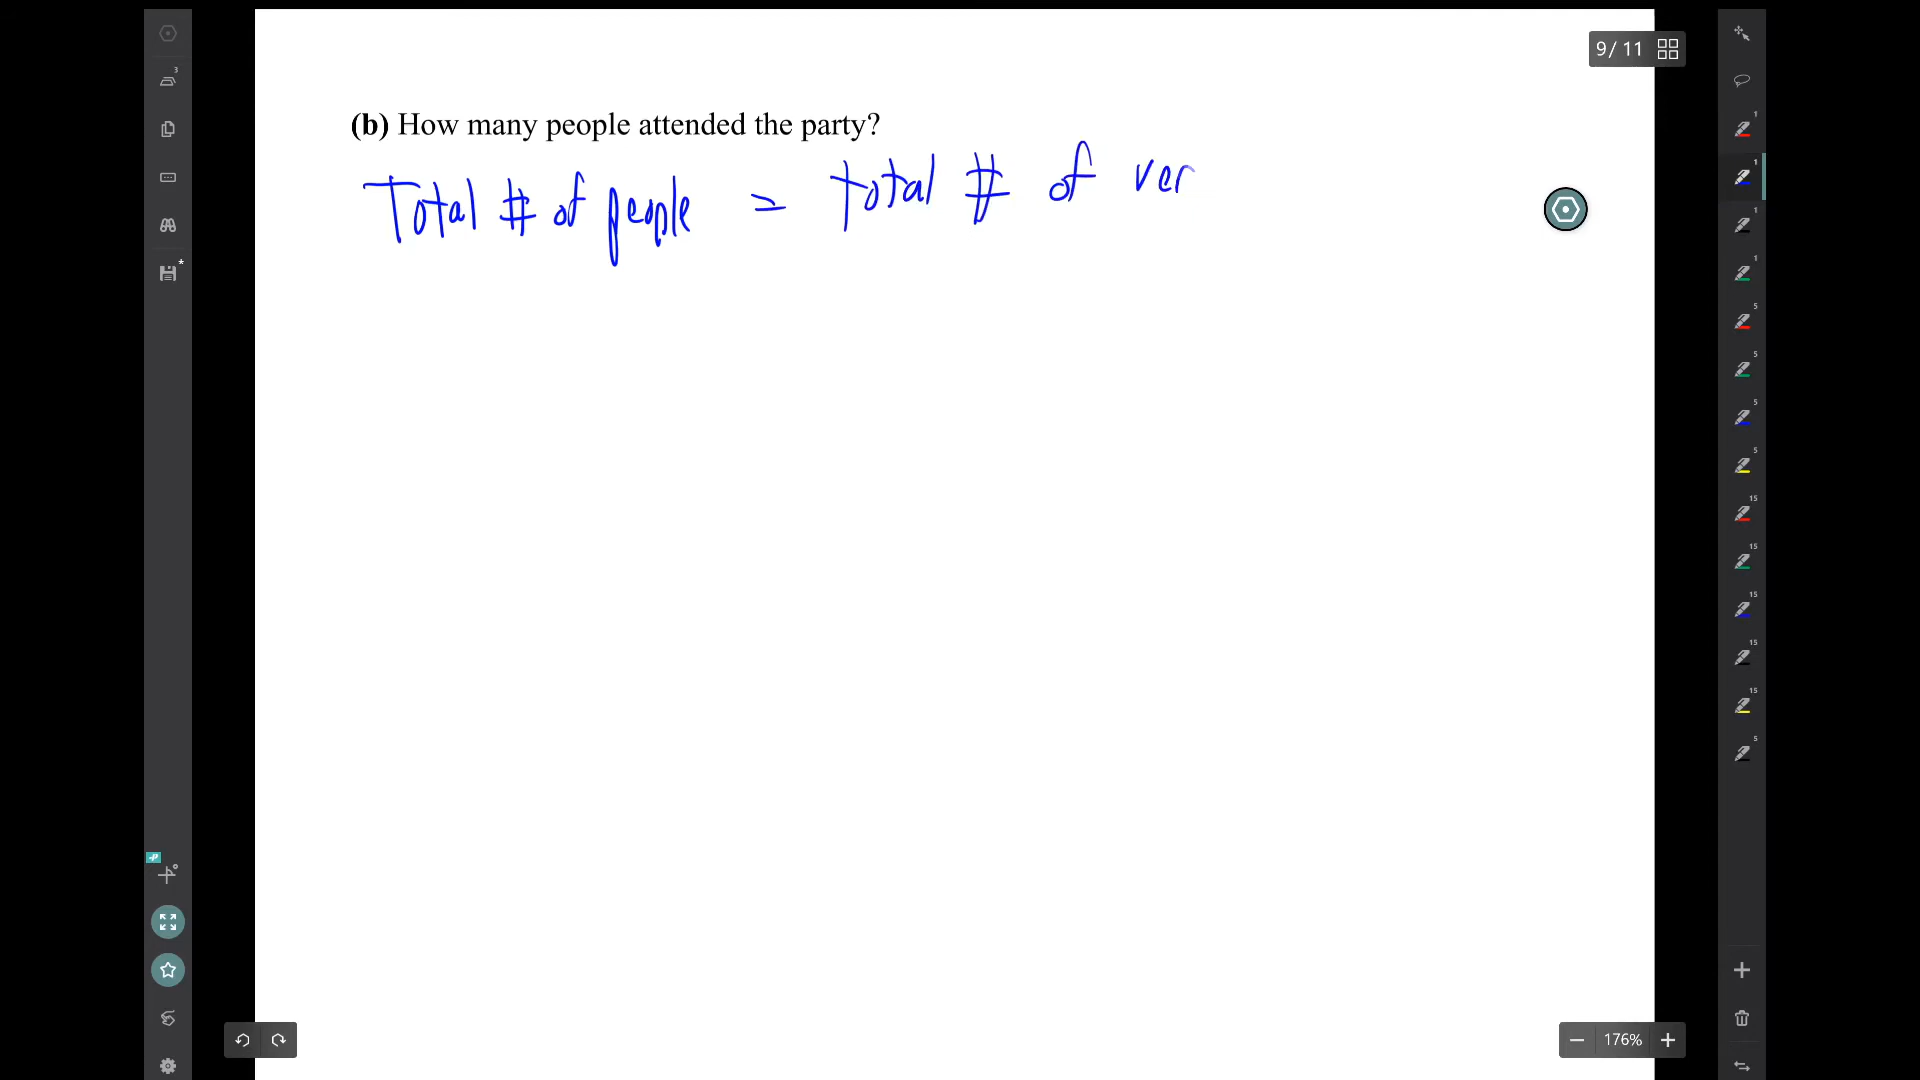 9/ 11
(b) How many people attended the party?
Total # of people = total # of ver
176%